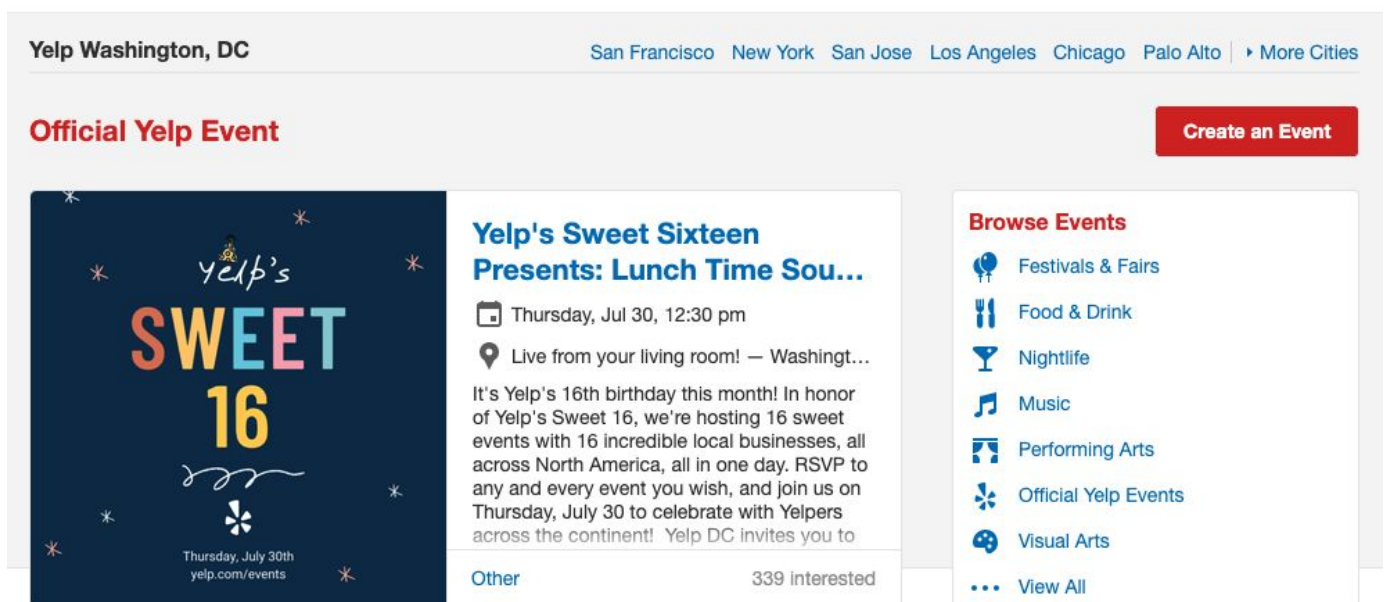 Yelp Washington, DC
San Francisco New York San Jose Los Angeles Chicago Palo Alto More Cities
Official Yelp Event
Create an Event
yelp's
SWEET
16
Thursday, July 30th
yelp.com/events
Yelp's Sweet Sixteen
Presents: Lunch Time Sou...
Thursday, Jul 30, 12:30 pm
Live from your living room! — Washingt...
It's Yelp's 16th birthday this month! In honor
of Yelp's Sweet 16, we're hosting 16 sweet
events with 16 incredible local businesses, all
across North America, all in one day. RSVP to
any and every event you wish, and join us on
Thursday, July 30 to celebrate with Yelpers
across the continent! Yelp DC invites you to
Other
339 interested
Browse Events
Festivals & Fairs
Food & Drink
Nightlife
Music
Performing Arts
Official Yelp Events
Visual Arts
View All